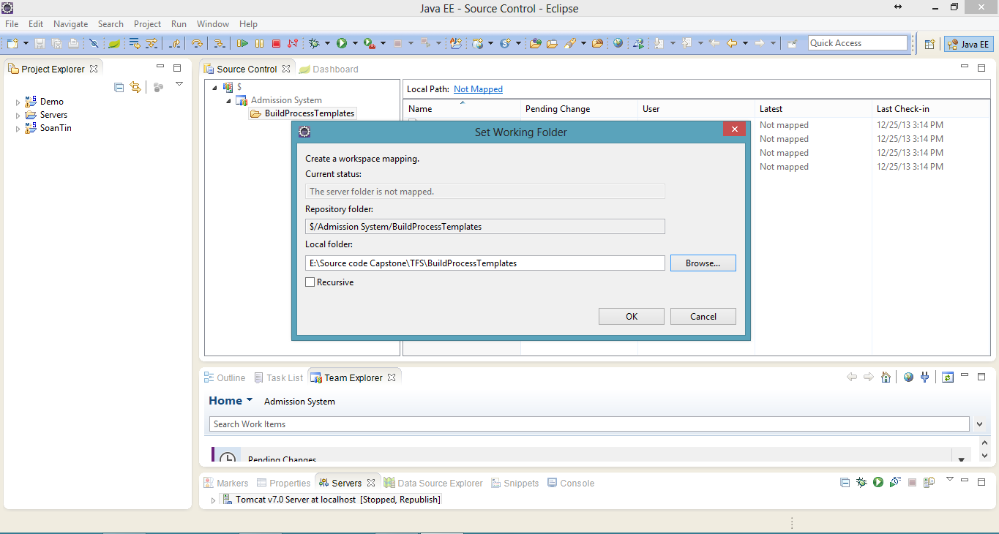 Java EE - Source Control - Eclipse
File Edit Navigate Search Project Run Window Help
Quick Access
Java EE
Project Explorer
Demo
Servers
SoanTin
Source Control Dashboard
$
Admission System
BuildProcessTemplates
Local Path: Not Mapped
Name Pending Change User Latest Last Check-in
Not mapped 12/25/13 3:14 PM
Not mapped 12/25/13 3:14 PM
Not mapped 12/25/13 3:14 PM
Not mapped 12/25/13 3:14 PM
Set Working Folder
Create a workspace mapping.
Current status:
The server folder is not mapped.
Repository folder:
$/Admission System/BuildProcessTemplates
Local folder:
E:\Source code Capstone\TFS\BuildProcessTemplates
Browse...
Recursive
OK Cancel
Outline Task List Team Explorer
Home Admission System
Search Work Items
Pending Changes
Markers Properties Servers Data Source Explorer Snippets Console
Tomcat v7.0 Server at localhost [Stopped, Republish]